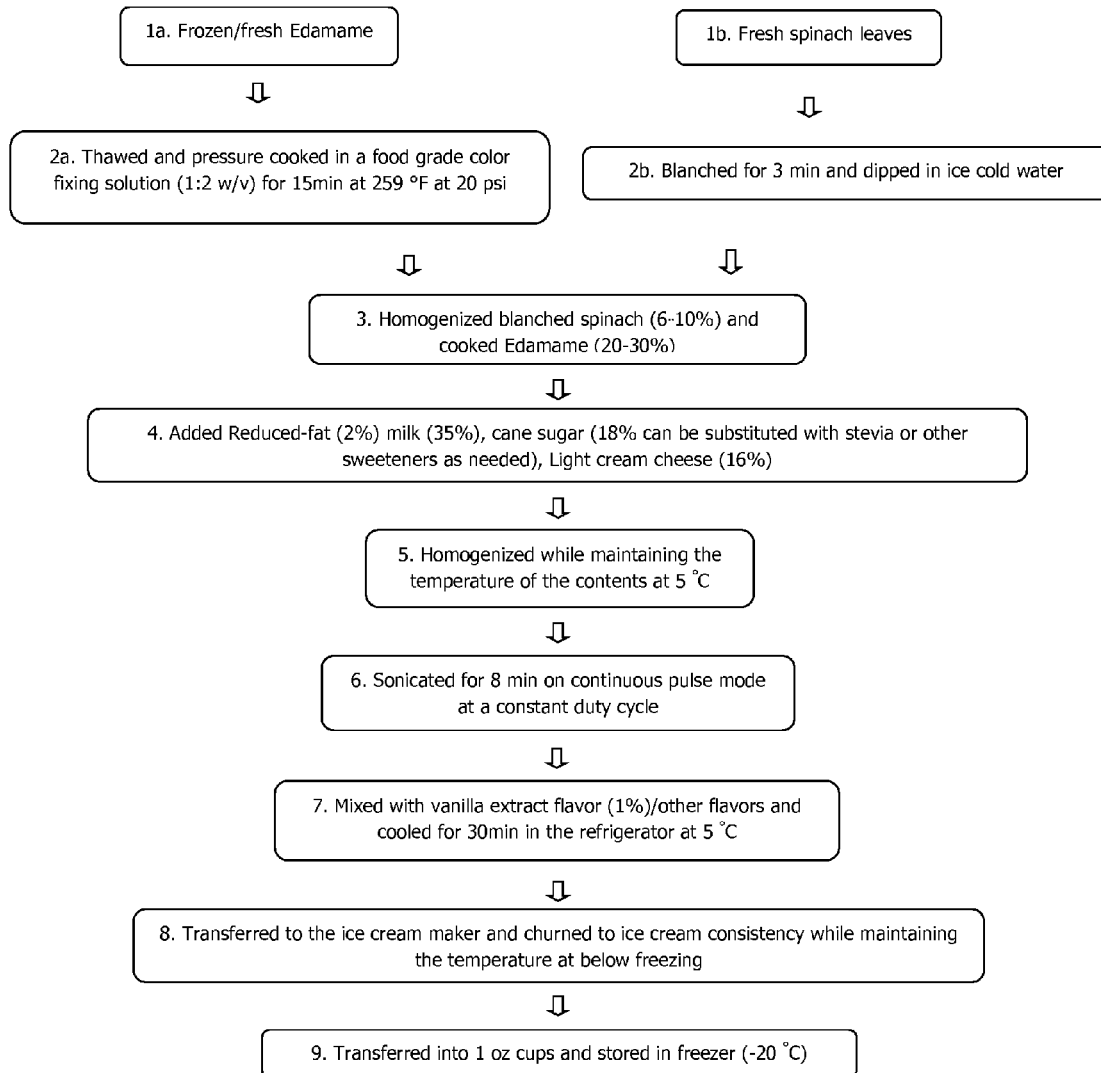 1a. Frozen/fresh Edamame
1b. Fresh spinach leaves
2a. Thawed and pressure cooked in a food grade color
fixing solution (1:2 w/v) for 15min at 259 °F at 20 psi
2b. Blanched for 3 min and dipped in ice cold water
3. Homogenized blanched spinach (6-10%) and
cooked Edamame (20-30%)
4. Added Reduced-fat (2%) milk (35%), cane sugar (18% can be substituted with stevia or other
sweeteners as needed), Light cream cheese (16%)
5. Homogenized while maintaining the
temperature of the contents at 5 °C
6. Sonicated for 8 min on continuous pulse mode
at a constant duty cycle
7. Mixed with vanilla extract flavor (1%)/other flavors and
cooled for 30min in the refrigerator at 5 °C
8. Transferred to the ice cream maker and churned to ice cream consistency while maintaining
the temperature at below freezing
9. Transferred into 1 oz cups and stored in freezer (-20 °C)